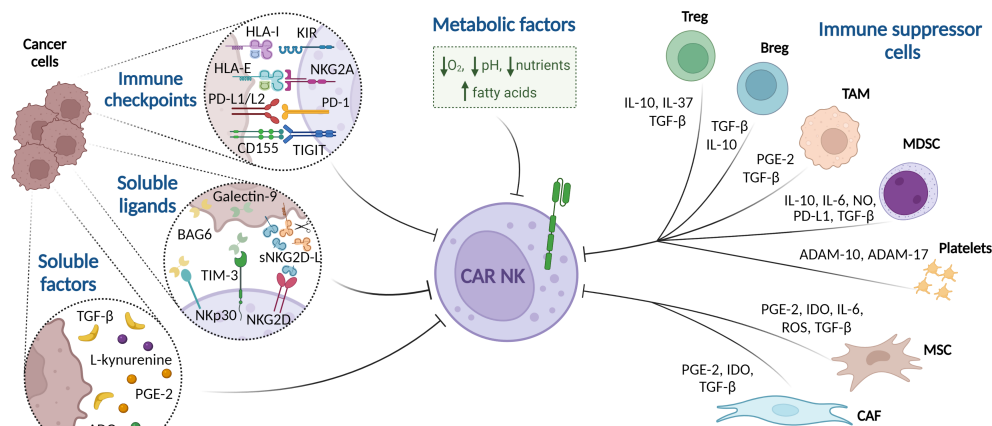 Cancer
cells
Immune
checkpoints
HLA-I KIR
HLA-E
NKG2A
PD-L1/L2
PD-1
CD155
TIGIT
Soluble
ligands
Galectin-9
BAG6
sNKG2D-L
TIM-3
NKp30 NKG2D
Soluble
factors
TGF-β
L-kynurenine
PGE-2
Metabolic factors
↓O₂, ↓pH, ↓nutrients
↑ fatty acids
CAR NK
Immune suppressor
cells
Treg
IL-10, IL-37
TGF-β
Breg
TGF-β
IL-10
TAM
PGE-2
TGF-β
MDSC
IL-10, IL-6, NO,
PD-L1, TGF-β
Platelets
ADAM-10, ADAM-17
PGE-2, IDO, IL-6,
ROS, TGF-β
MSC
PGE-2, IDO,
TGF-β
CAF